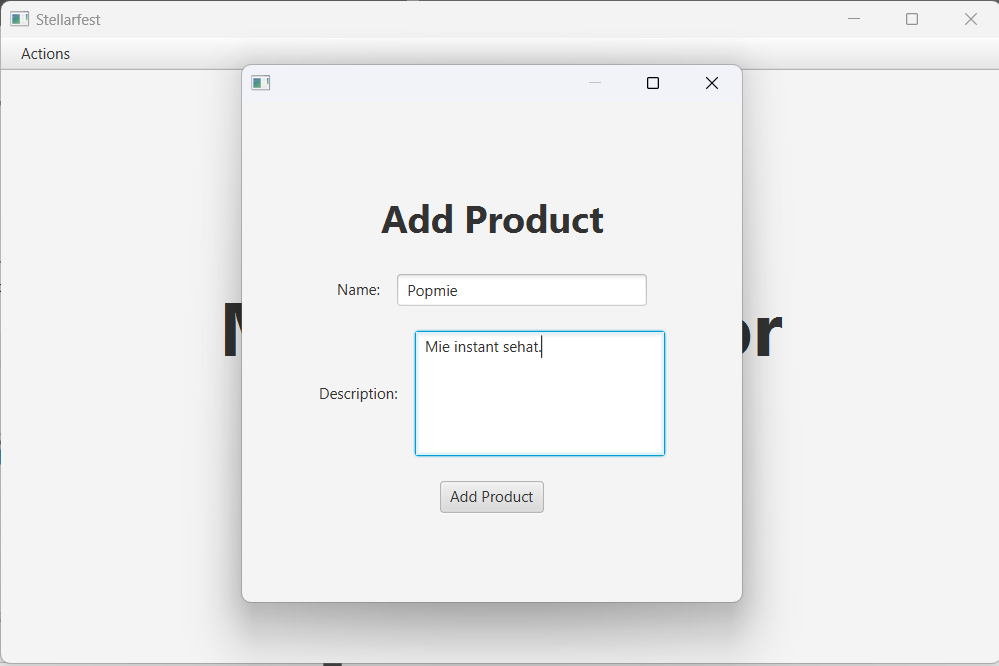 Stellarfest
Actions
Add Product
Name: Popmie
Description: Mie instant sehat.
Add Product